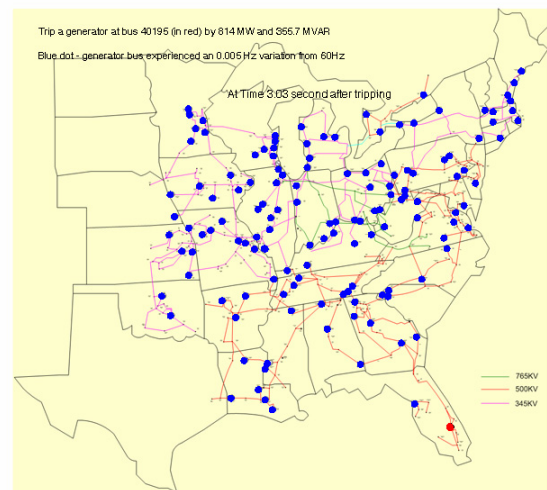 Trip a generator at bus 40195 (in red) by 814 MW and 355.7 MVAR
Blue dot - generator bus experienced an 0.005 Hz variation from 60Hz
At Time 3.03 second after tripping
765KV
500KV
345KV